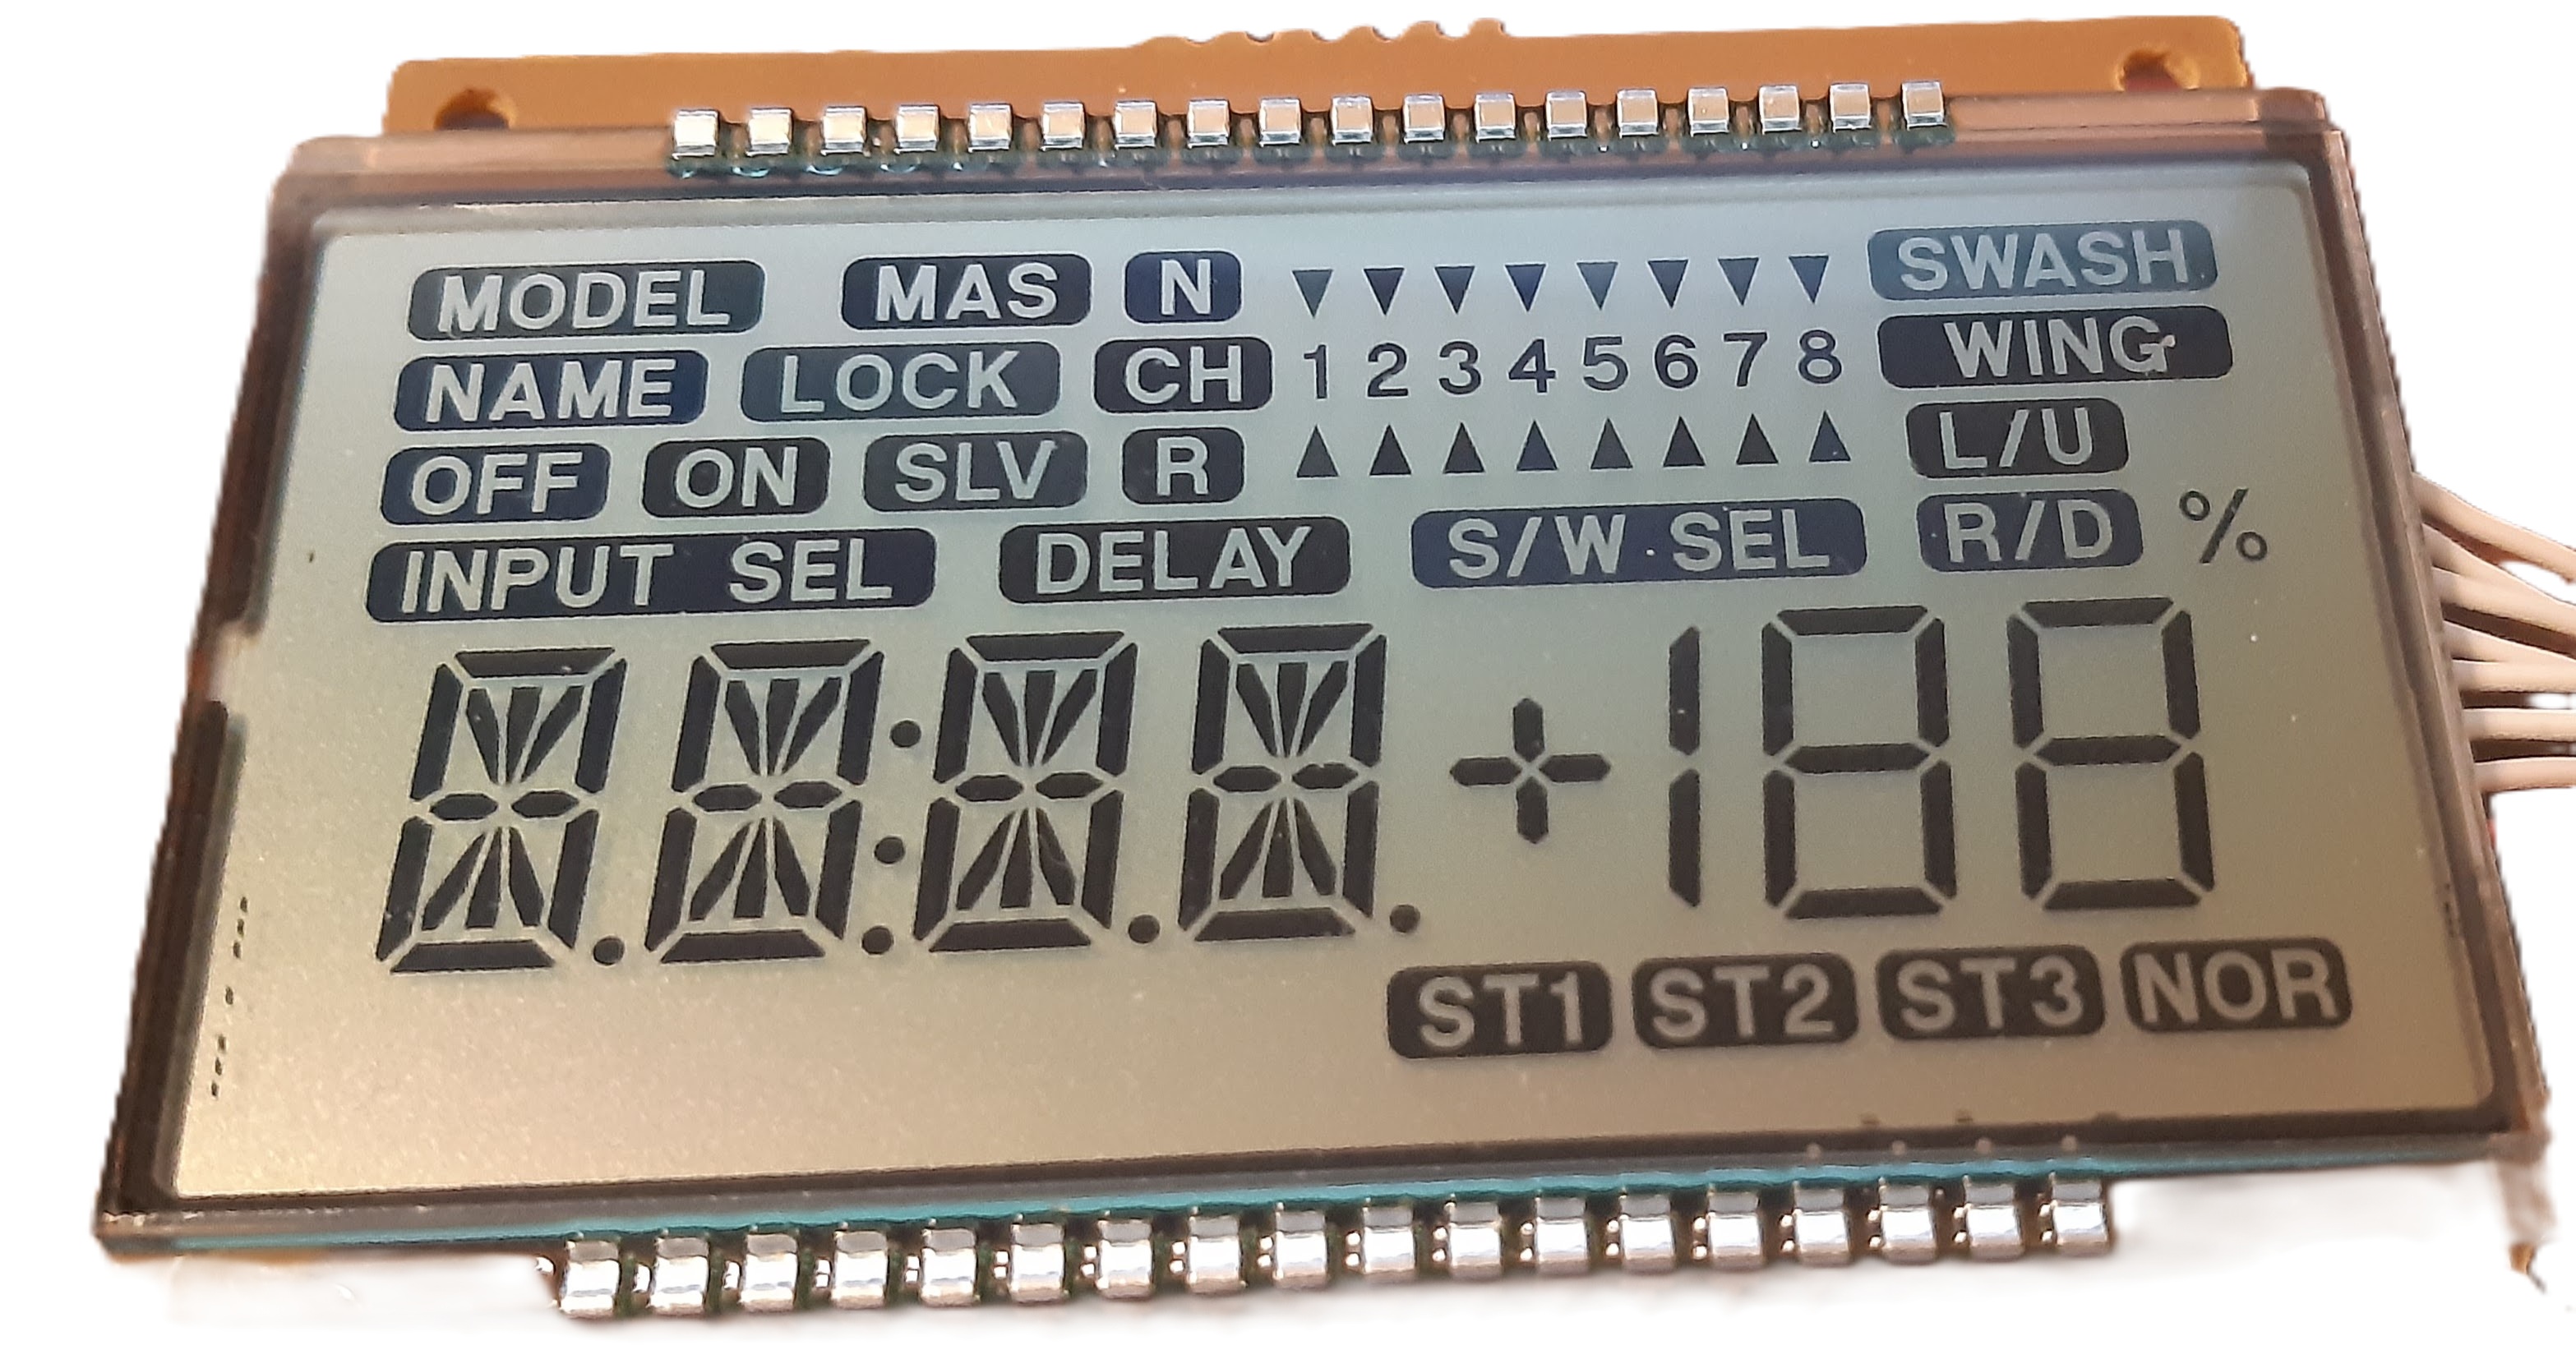 MODEL MAS N SWASH
NAME LOCK CH 1 2 3 4 5 6 7 8 WING
OFF ON SLV R L/U
INPUT SEL DELAY S/W SEL R/D %
+188
ST1 ST2 ST3 NOR